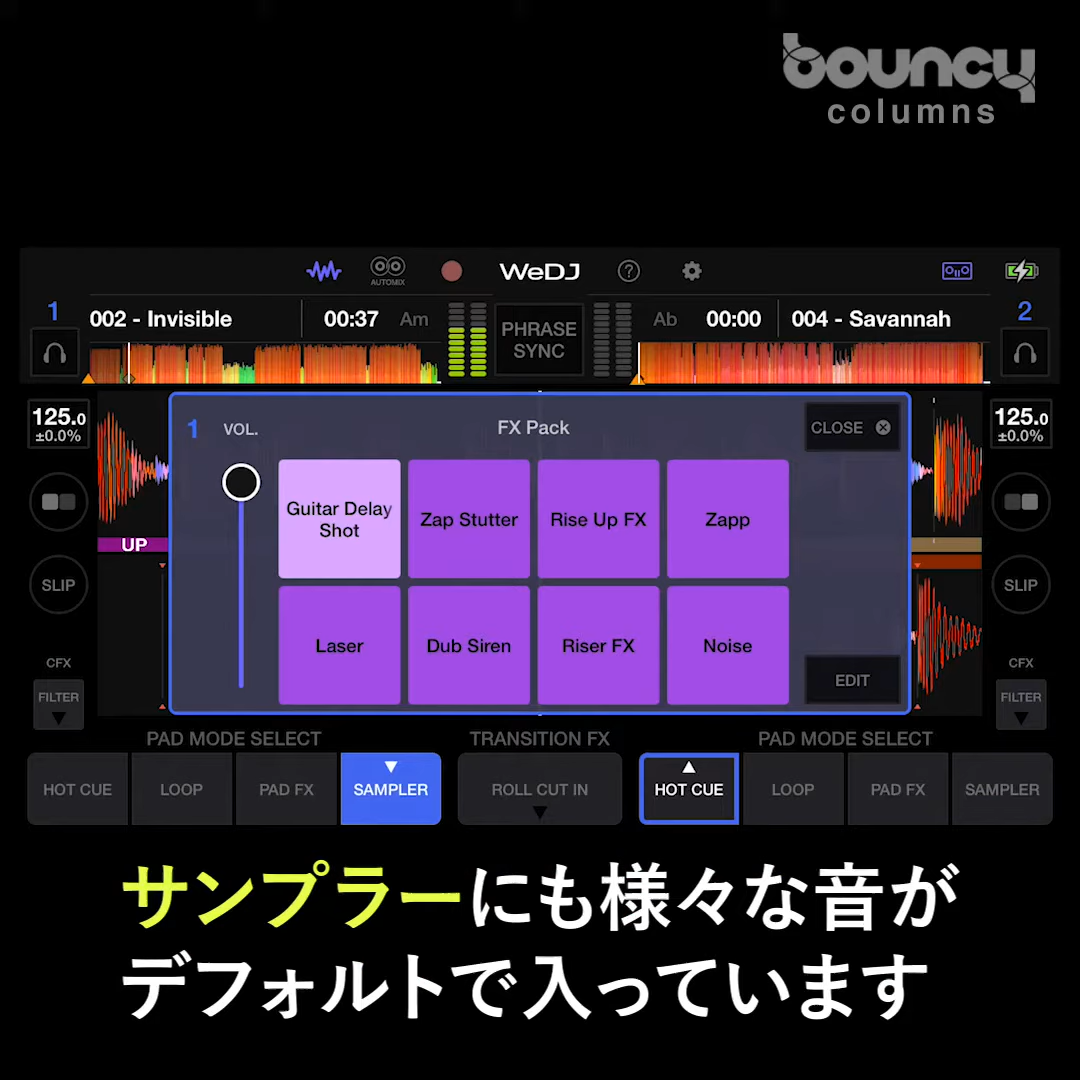 bouncy
columns
AUTOMIX
WeDJ
?
1
002 - Invisible
00:37
Am
PHRASE
SYNC
Ab
00:00
004 - Savannah
2
125.0
±0.0%
1
VOL.
FX Pack
CLOSE
125.0
±0.0%
Guitar Delay
Shot
Zap Stutter
Rise Up FX
Zapp
UP
SLIP
SLIP
Laser
Dub Siren
Riser FX
Noise
EDIT
CFX
FILTER
CFX
FILTER
PAD MODE SELECT
TRANSITION FX
PAD MODE SELECT
HOT CUE
LOOP
PAD FX
SAMPLER
ROLL CUT IN
HOT CUE
LOOP
PAD FX
SAMPLER
サンプラーにも様々な音が
デフォルトで入っています